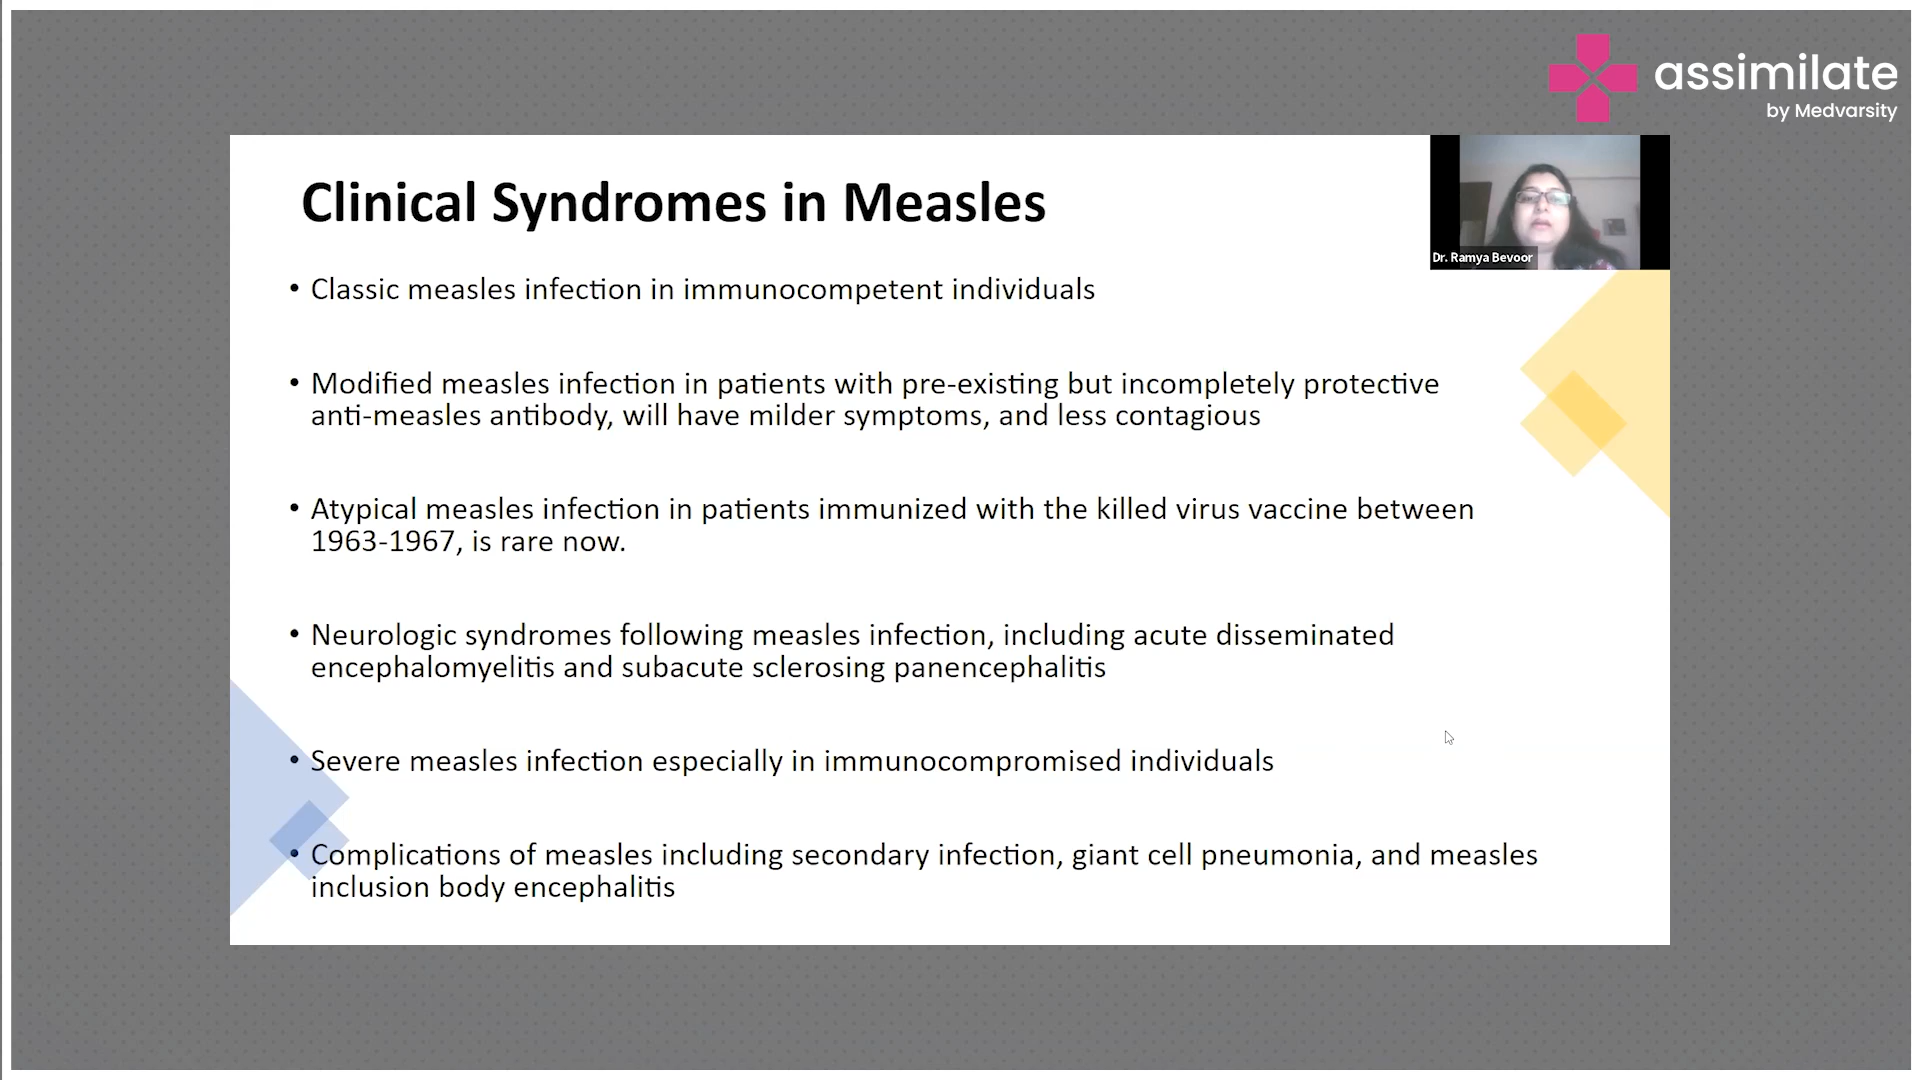 assimilate
by Medvarsity
Clinical Syndromes in Measles
Dr. Ramya Bevoor
• Classic measles infection in immunocompetent individuals
• Modified measles infection in patients with pre-existing but incompletely protective
anti-measles antibody, will have milder symptoms, and less contagious
• Atypical measles infection in patients immunized with the killed virus vaccine between
1963-1967, is rare now.
• Neurologic syndromes following measles infection, including acute disseminated
encephalomyelitis and subacute sclerosing panencephalitis
• Severe measles infection especially in immunocompromised individuals
• Complications of measles including secondary infection, giant cell pneumonia, and measles
inclusion body encephalitis